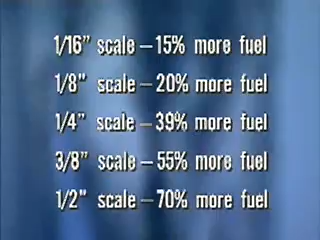 1/16" scale – 15% more fuel
1/8" scale – 20% more fuel
1/4" scale – 39% more fuel
3/8" scale – 55% more fuel
1/2" scale – 70% more fuel